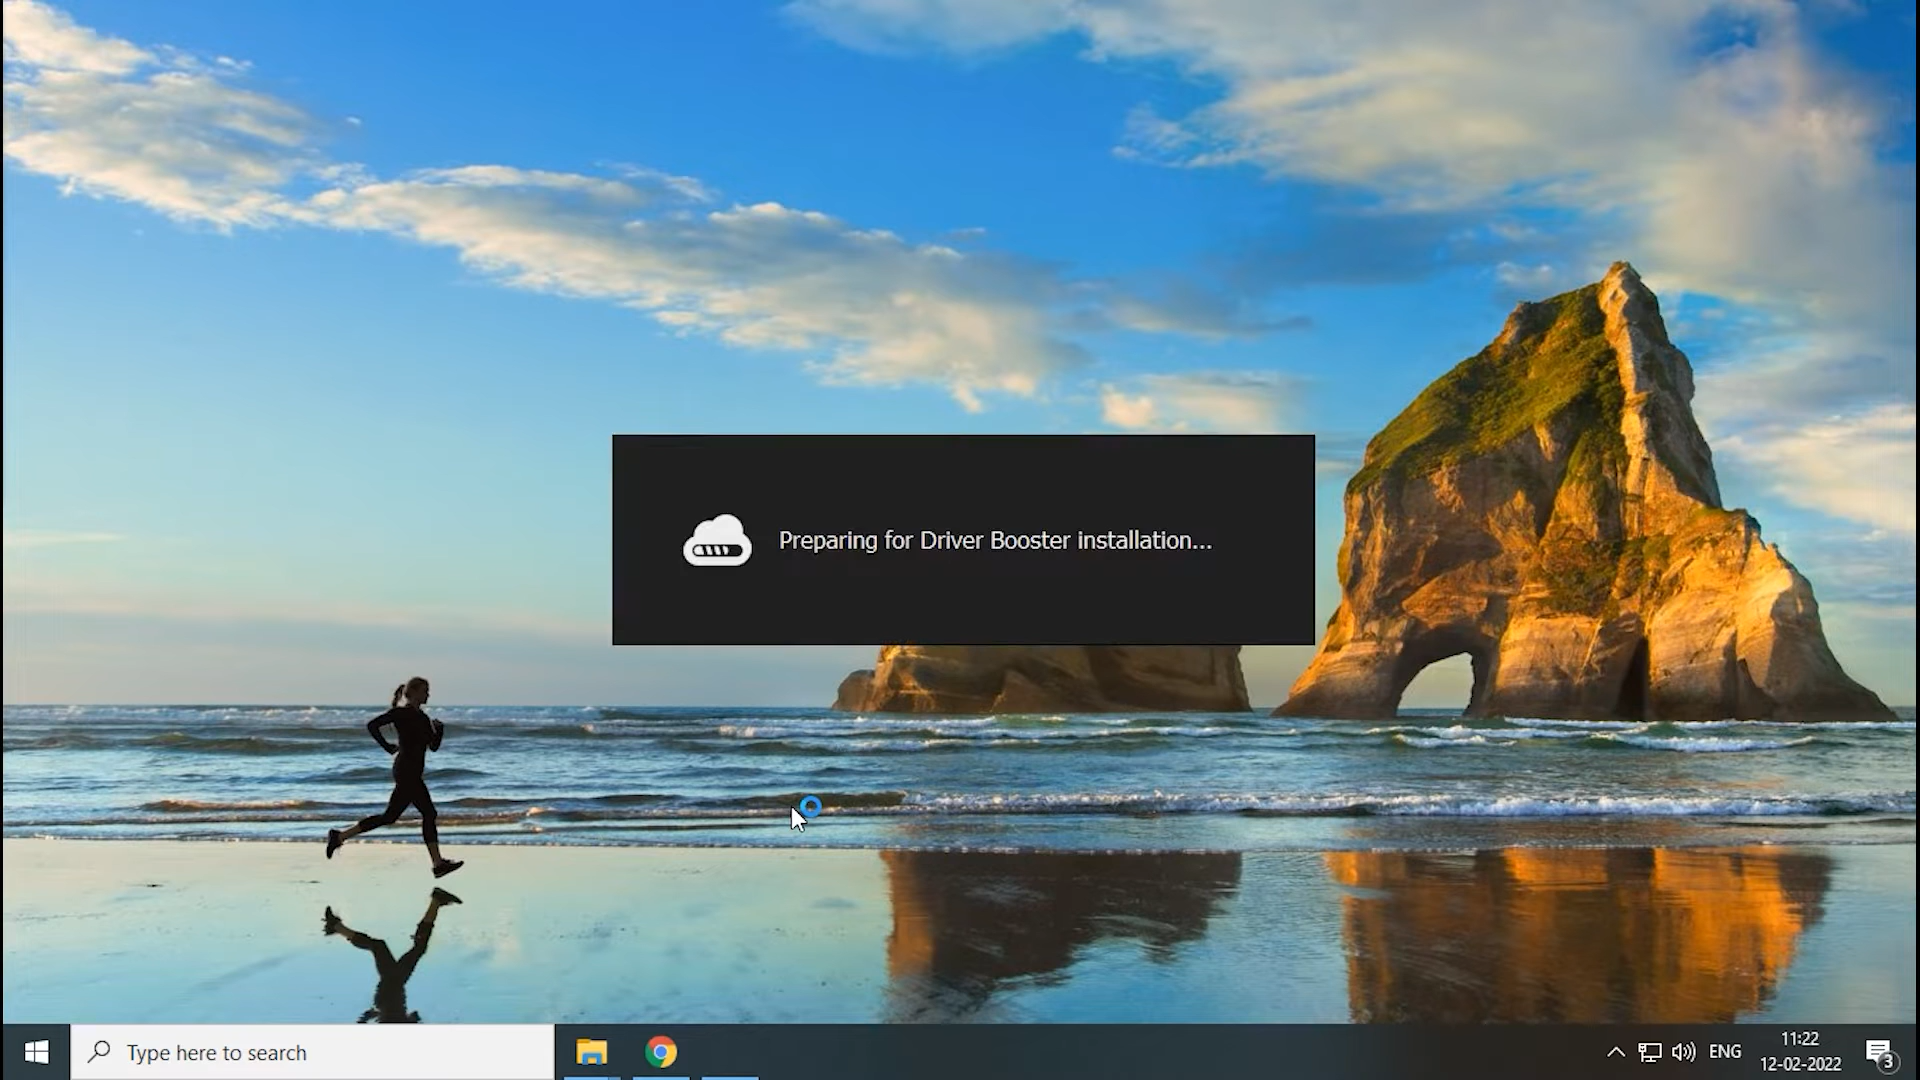 Preparing for Driver Booster installation...
Type here to search
ENG
11:22
12-02-2022
3